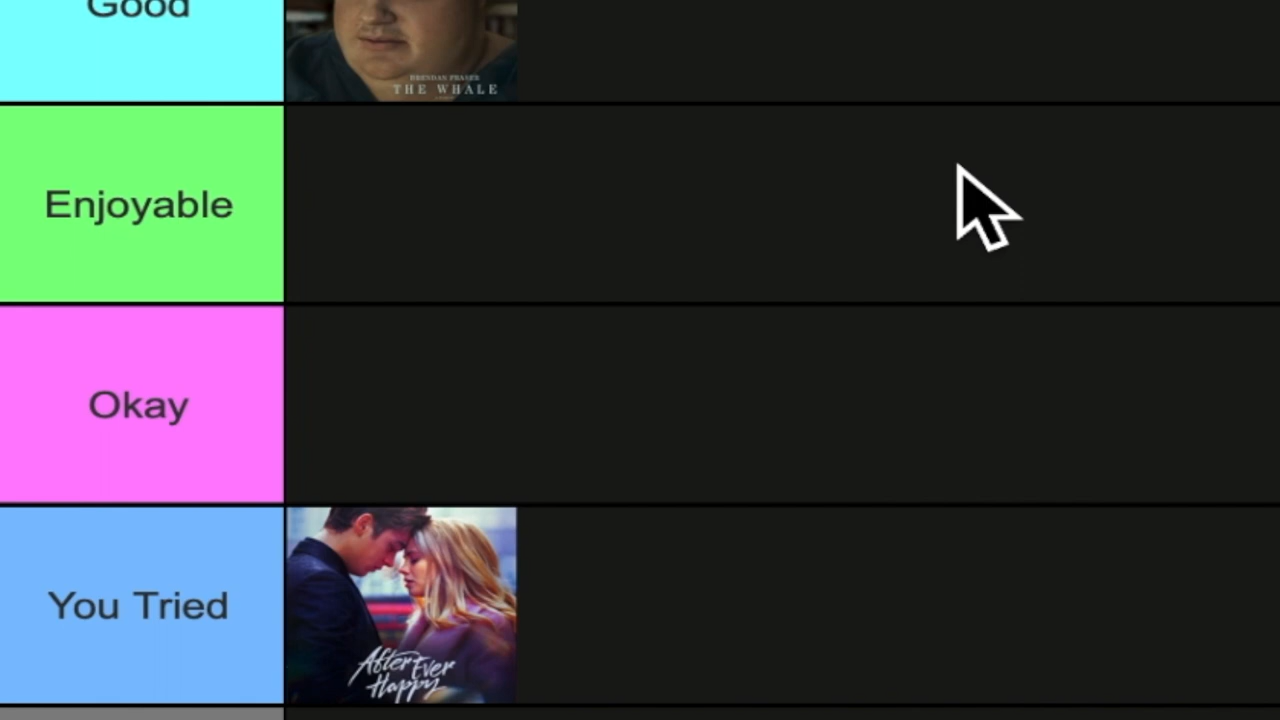 Good
BRENDAN FRASER
THE WHALE
Enjoyable
Okay
You Tried
After Ever
Happy